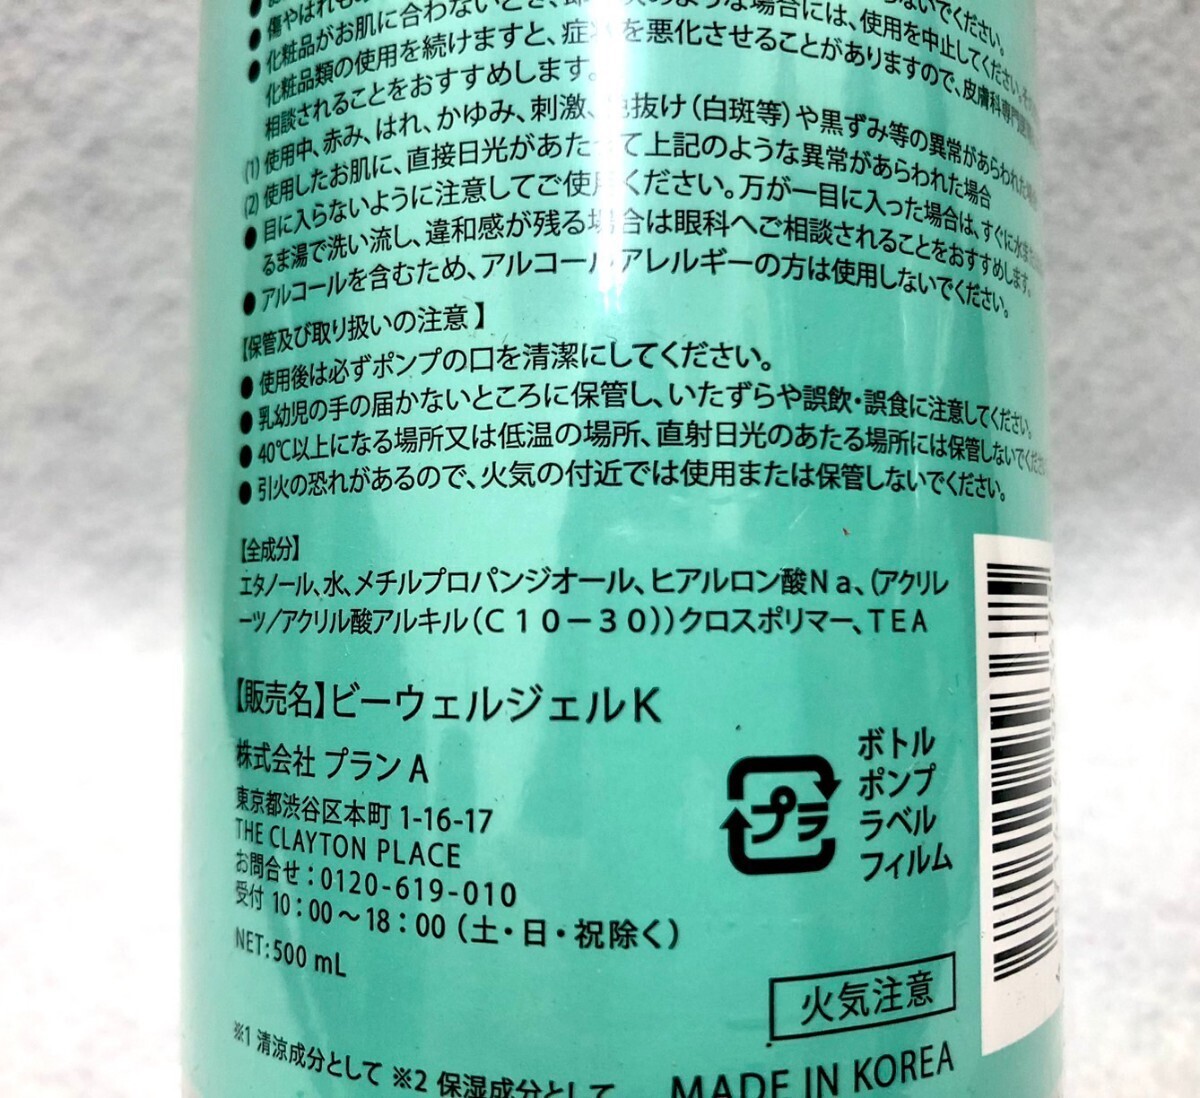 ● 傷やはれもの
● 化粧品がお肌に合わないとき、即ち次のような場合には、使用を中止してください。
化粧品類の使用を続けますと、症状を悪化させることがありますので、皮膚科専門医
相談されることをおすすめします。
(1) 使用中、赤み、はれ、かゆみ、刺激、色抜け(白斑等)や黒ずみ等の異常があらわれた場合
(2) 使用したお肌に、直接日光があたって上記のような異常があらわれた場合
● 目に入らないように注意してご使用ください。万が一目に入った場合は、すぐに水または
るま湯で洗い流し、違和感が残る場合は眼科へご相談されることをおすすめします。
● アルコールを含むため、アルコールアレルギーの方は使用しないでください。
【保管及び取り扱いの注意】
● 使用後は必ずポンプの口を清潔にしてください。
● 乳幼児の手の届かないところに保管し、いたずらや誤飲・誤食に注意してください。
● 40℃以上になる場所又は低温の場所、直射日光のあたる場所には保管しないでください
● 引火の恐れがあるので、火気の付近では使用または保管しないでください。
【全成分】
エタノール、水、メチルプロパンジオール、ヒアルロン酸Na、(アクリレ
ーツ/アクリル酸アルキル(C10-30))クロスポリマー、TEA
【販売名】ビーウェルジェルK
株式会社 プランA
東京都渋谷区本町 1-16-17
THE CLAYTON PLACE
お問合せ:0120-619-010
受付 10:00～18:00(土・日・祝除く)
NET:500 mL
プラ
ボトル
ポンプ
ラベル
フィルム
火気注意
※1 清涼成分として ※2 保湿成分として
MADE IN KOREA